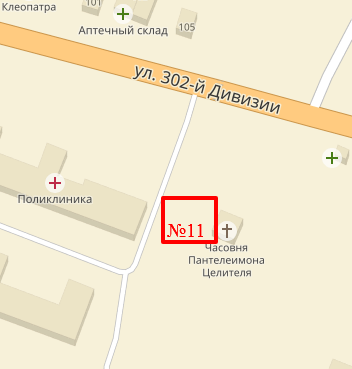 Клеопатра
101
Аптечный склад
105
ул. 302-й Дивизии
Поликлиника
№11
Часовня
Пантелеимона
Целителя